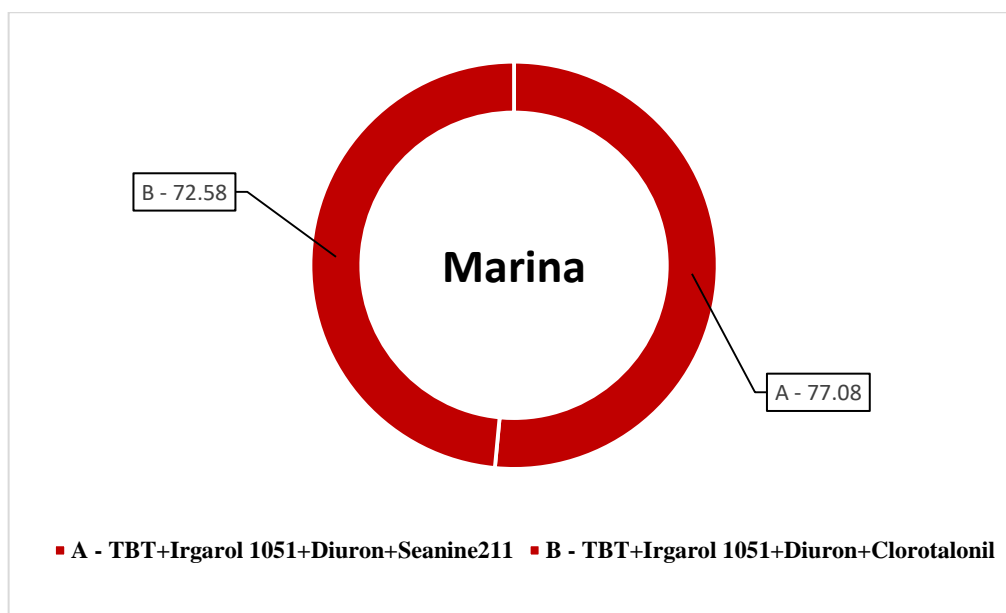 B - 72.58
Marina
A - 77.08
A - TBT+Irgarol 1051+Diuron+Seanine211 B - TBT+Irgarol 1051+Diuron+Clorotalonil